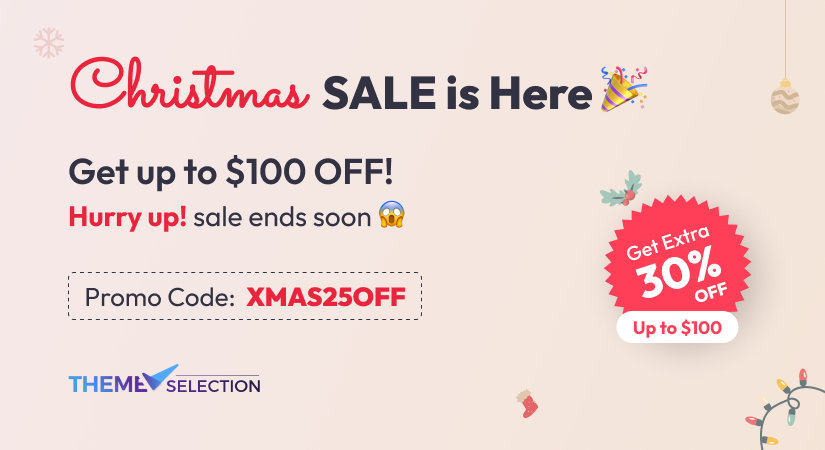 Christmas SALE is Here🎉
Get up to $100 OFF!
Hurry up! sale ends soon 😱
Get Extra
30%
OFF
Up to $100
Promo Code: XMAS25OFF
THEME SELECTION